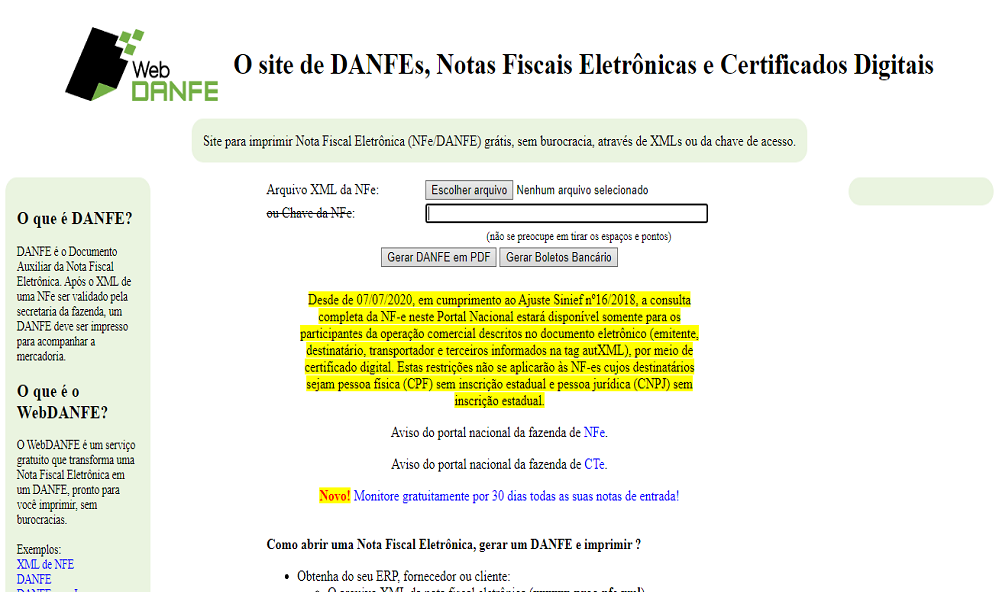 Web
DANFE
O site de DANFEs, Notas Fiscais Eletrônicas e Certificados Digitais
Site para imprimir Nota Fiscal Eletrônica (NFe/DANFE) grátis, sem burocracia, através de XMLs ou da chave de acesso.
O que é DANFE?
DANFE é o Documento
Auxiliar da Nota Fiscal
Eletrônica. Após o XML de
uma NFe ser validado pela
secretaria da fazenda, um
DANFE deve ser impresso
para acompanhar a
mercadoria.
O que é o
WebDANFE?
O WebDANFE é um serviço
gratuito que transforma uma
Nota Fiscal Eletrônica em
um DANFE, pronto para
você imprimir, sem
burocracias.
Exemplos:
XML de NFE
DANFE
Arquivo XML da NFe: Escolher arquivo Nenhum arquivo selecionado
ou Chave da NFe:
(não se preocupe em tirar os espaços e pontos)
Gerar DANFE em PDF Gerar Boletos Bancário
Desde de 07/07/2020, em cumprimento ao Ajuste Sinief nº16/2018, a consulta
completa da NF-e neste Portal Nacional estará disponível somente para os
participantes da operação comercial descritos no documento eletrônico (emitente,
destinatário, transportador e terceiros informados na tag autXML), por meio de
certificado digital. Estas restrições não se aplicarão às NF-es cujos destinatários
sejam pessoa física (CPF) sem inscrição estadual e pessoa jurídica (CNPJ) sem
inscrição estadual.
Aviso do portal nacional da fazenda de NFe.
Aviso do portal nacional da fazenda de CTe.
Novo! Monitore gratuitamente por 30 dias todas as suas notas de entrada!
Como abrir uma Nota Fiscal Eletrônica, gerar um DANFE e imprimir ?
• Obtenha do seu ERP, fornecedor ou cliente: